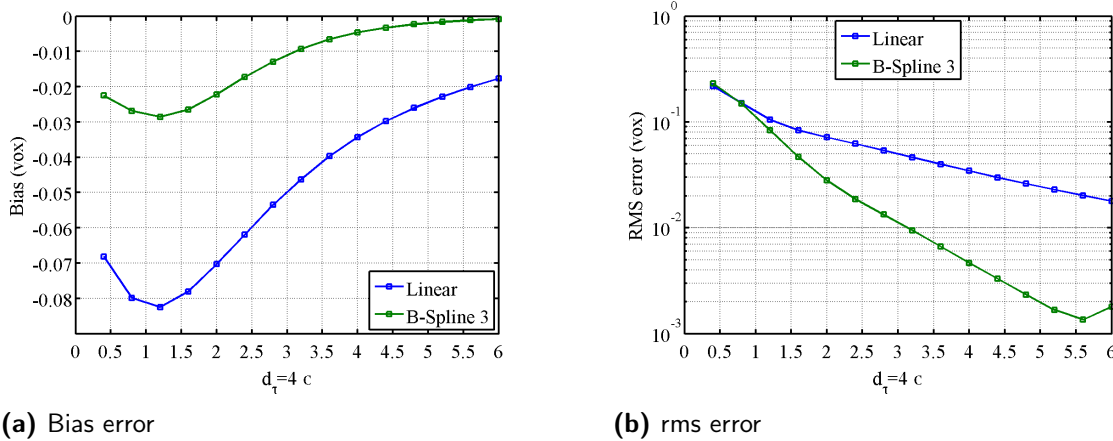 0
-0.01
-0.02
-0.03
-0.04
-0.05
-0.06
-0.07
-0.08
Bias (vox)
Linear
B-Spline 3
0 0.5 1 1.5 2 2.5 3 3.5 4 4.5 5 5.5 6
d_τ=4 c
(a) Bias error
10^0
10^-1
10^-2
10^-3
RMS error (vox)
Linear
B-Spline 3
0 0.5 1 1.5 2 2.5 3 3.5 4 4.5 5 5.5 6
d_τ=4 c
(b) rms error